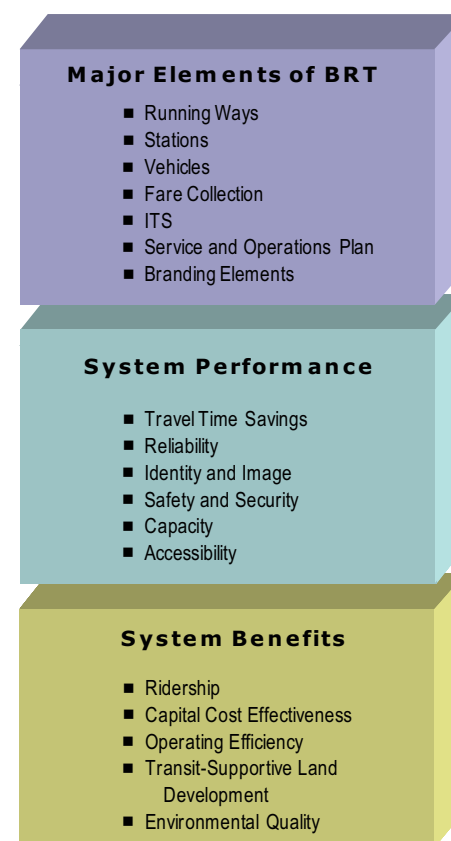 Major Elements of BRT
■ Running Ways
■ Stations
■ Vehicles
■ Fare Collection
■ ITS
■ Service and Operations Plan
■ Branding Elements
System Performance
■ Travel Time Savings
■ Reliability
■ Identity and Image
■ Safety and Security
■ Capacity
■ Accessibility
System Benefits
■ Ridership
■ Capital Cost Effectiveness
■ Operating Efficiency
■ Transit-Supportive Land
Development
■ Environmental Quality